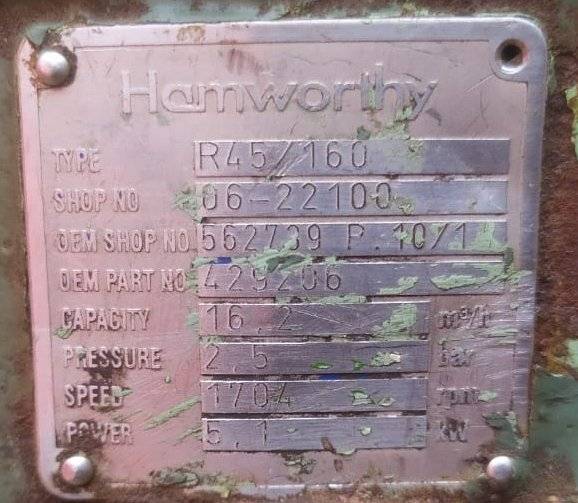 Hamworthy
TYPE R45/160
SHOP NO 06-22100
OEM SHOP NO 562739 P.10/1
OEM PART NO 429206
CAPACITY 16,2 m³/h
PRESSURE 2,5 bar
SPEED 1704 rpm
POWER 5,1 kW